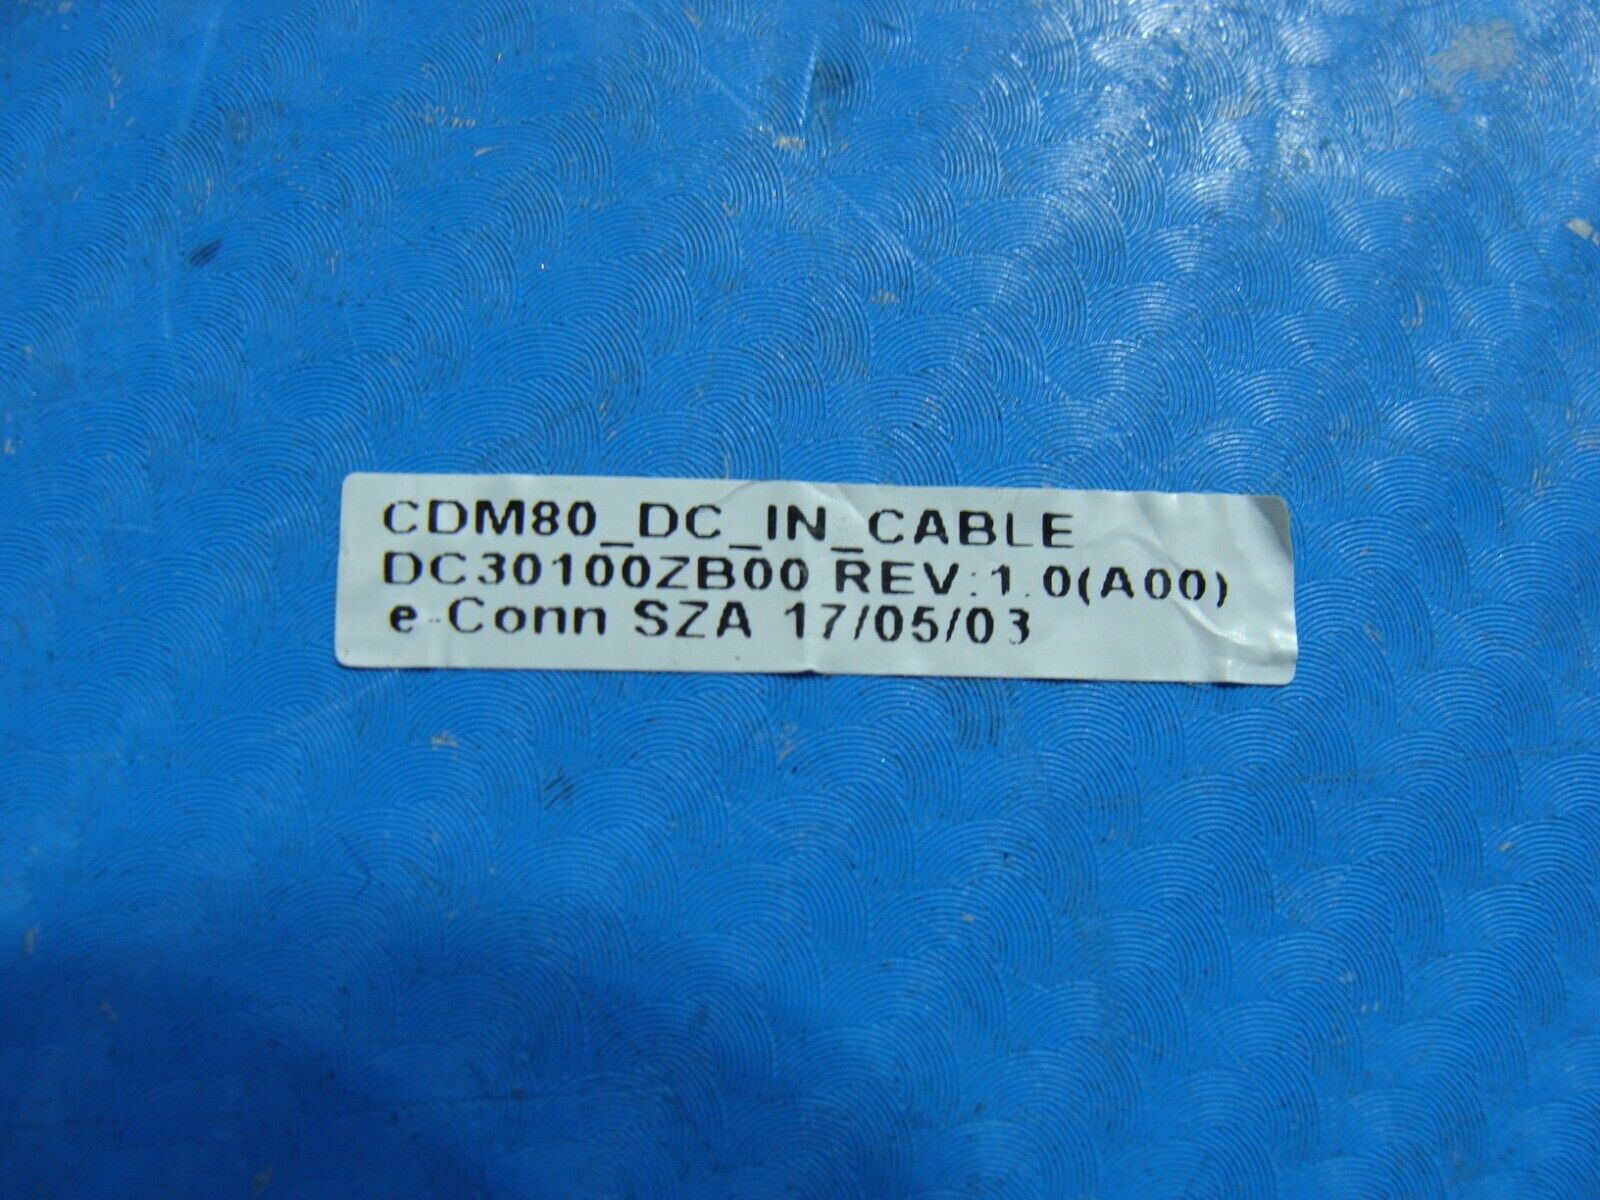 CDM80_DC_IN_CABLE
DC30100ZB00 REV:1.0(A00)
e-Conn SZA 17/05/03